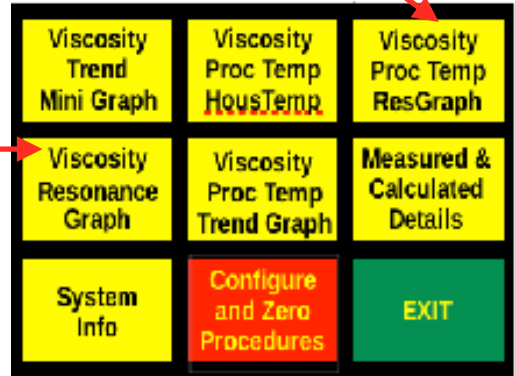 Viscosity
Trend
Mini Graph
Viscosity
Proc Temp
HousTemp
Viscosity
Proc Temp
ResGraph
Viscosity
Resonance
Graph
Viscosity
Proc Temp
Trend Graph
Measured &
Calculated
Details
System
Info
Configure
and Zero
Procedures
EXIT